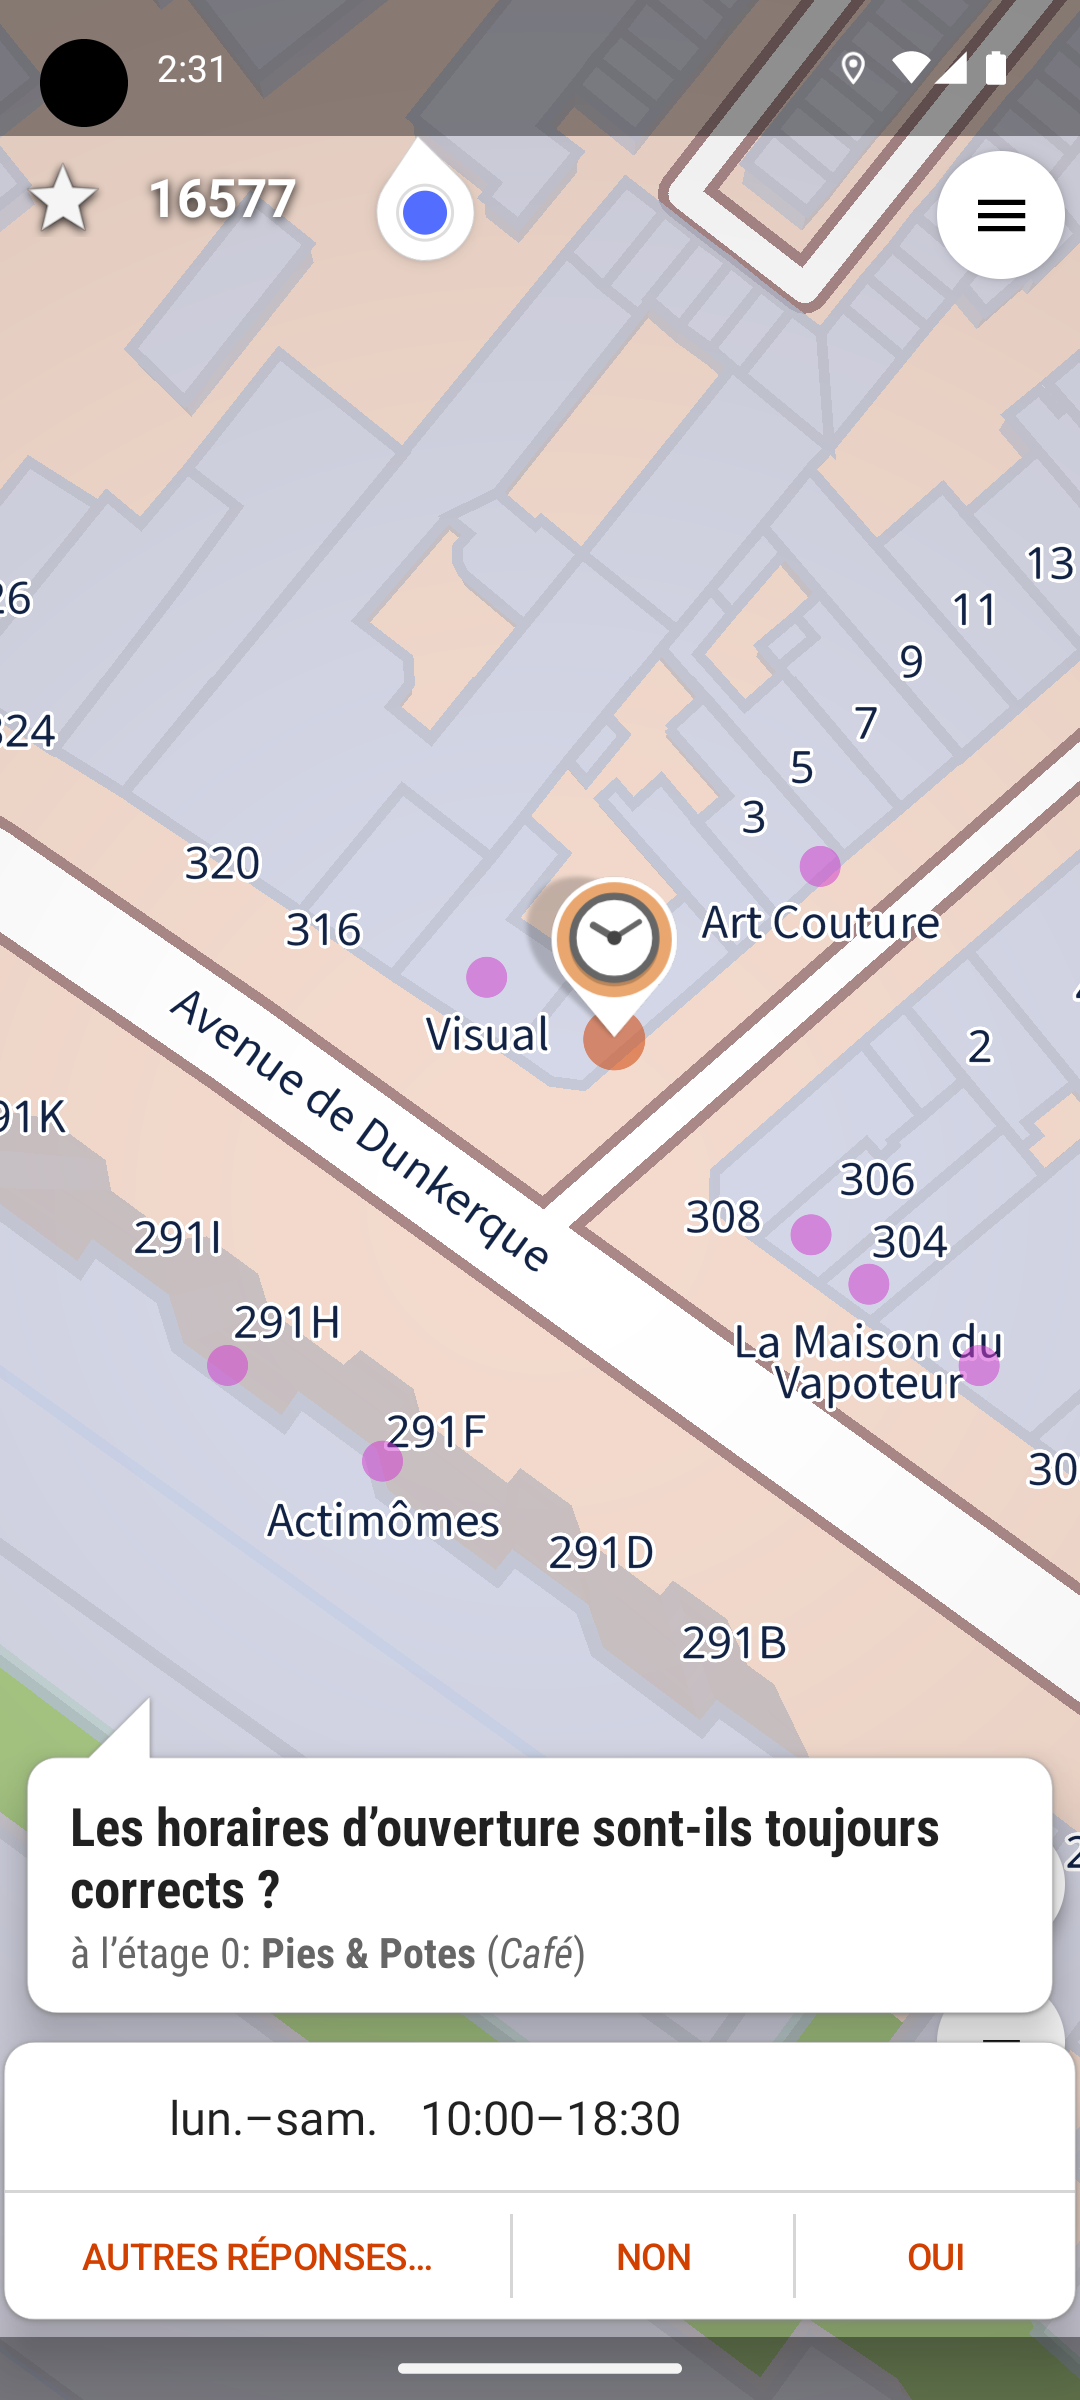 2:31
16577
13
11
26
9
7
324
5
3
320
Art Couture
316
Visual
2
Avenue de Dunkerque
91K
306
308
291I
304
291H
La Maison du
Vapoteur
291F
30
Actimômes
291D
291B
Les horaires d’ouverture sont-ils toujours
corrects ?
à l’étage 0: Pies & Potes (Café)
lun.–sam. 10:00–18:30
AUTRES RÉPONSES…
NON
OUI